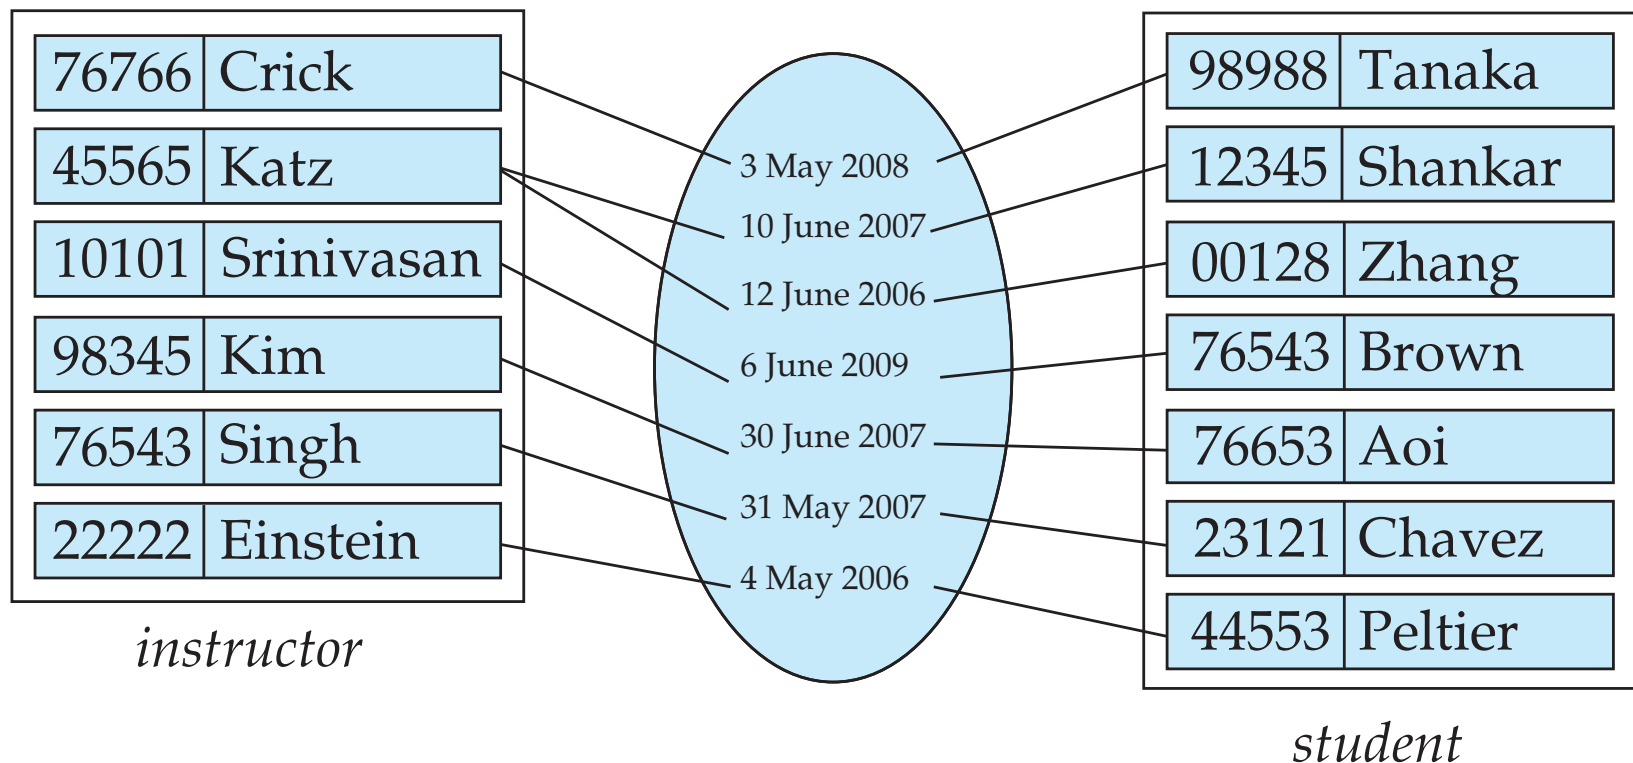 76766 Crick
45565 Katz
10101 Srinivasan
98345 Kim
76543 Singh
22222 Einstein
instructor
3 May 2008
10 June 2007
12 June 2006
6 June 2009
30 June 2007
31 May 2007
4 May 2006
98988 Tanaka
12345 Shankar
00128 Zhang
76543 Brown
76653 Aoi
23121 Chavez
44553 Peltier
student